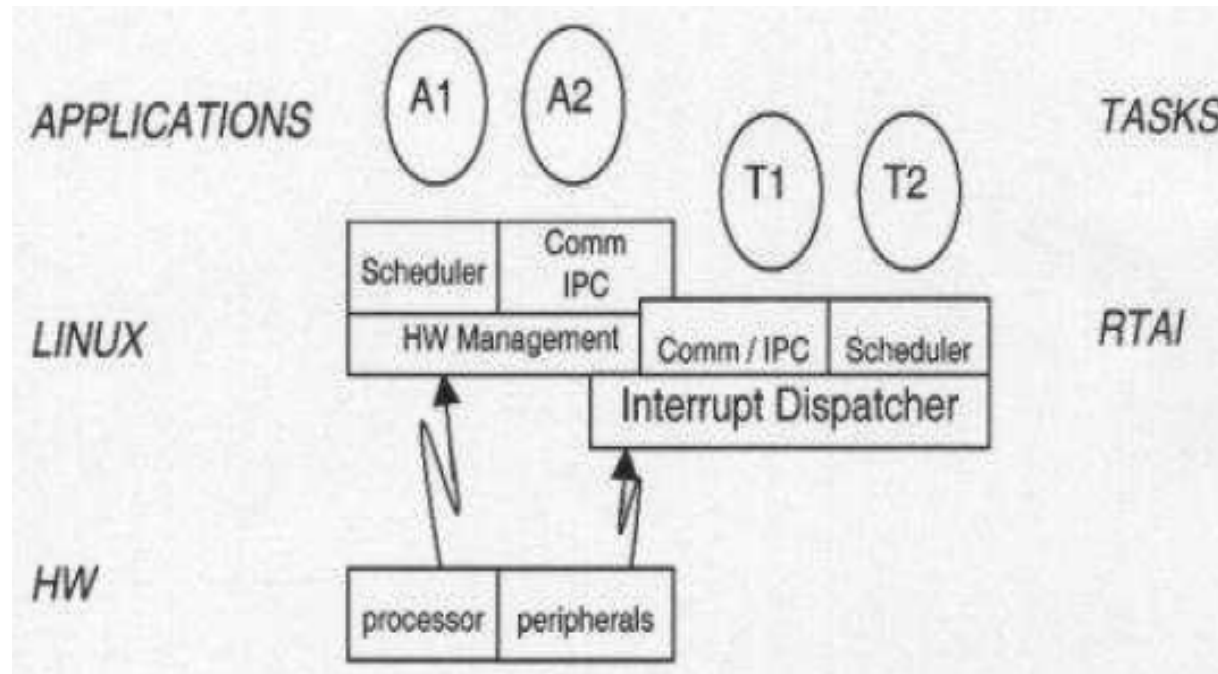 APPLICATIONS
A1
A2
TASKS
T1
T2
Scheduler
Comm
IPC
LINUX
HW Management
Comm / IPC
Scheduler
RTAI
Interrupt Dispatcher
HW
processor
peripherals